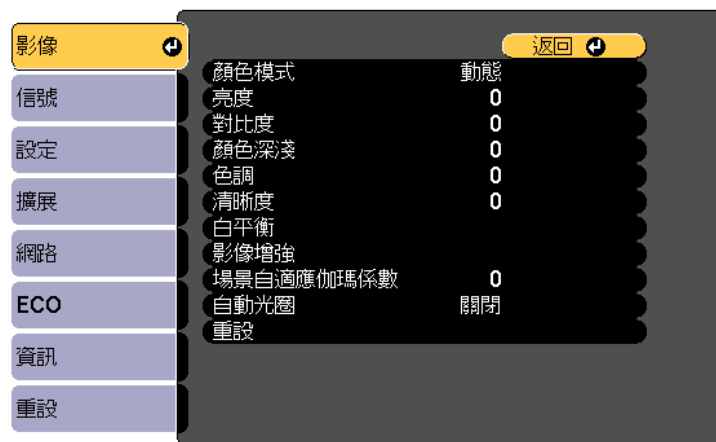 影像
信號
設定
擴展
網路
ECO
資訊
重設
返回
顏色模式 動態
亮度 0
對比度 0
顏色深淺 0
色調 0
清晰度 0
白平衡
影像增強
場景自適應伽瑪係數 0
自動光圈 關閉
重設